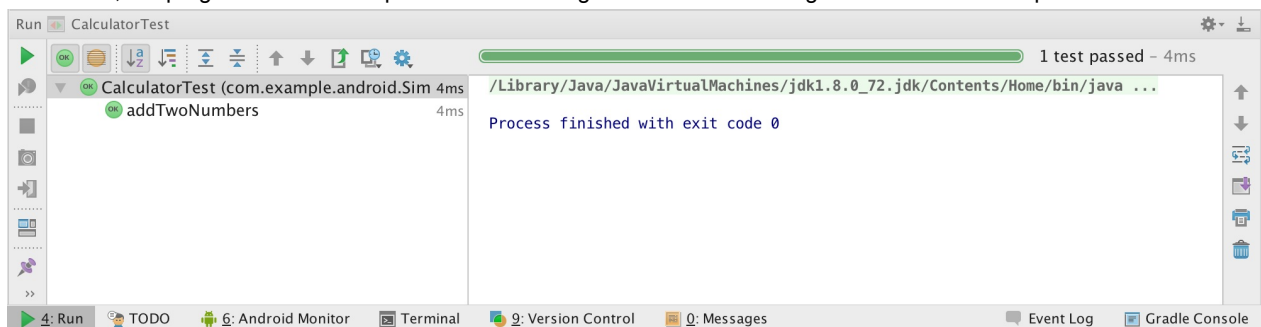 Run CalculatorTest
OK 1 test passed – 4ms
CalculatorTest (com.example.android.Sim 4ms
OK addTwoNumbers 4ms
/Library/Java/JavaVirtualMachines/jdk1.8.0_72.jdk/Contents/Home/bin/java ...
Process finished with exit code 0
4: Run TODO 6: Android Monitor Terminal 9: Version Control 0: Messages Event Log Gradle Console